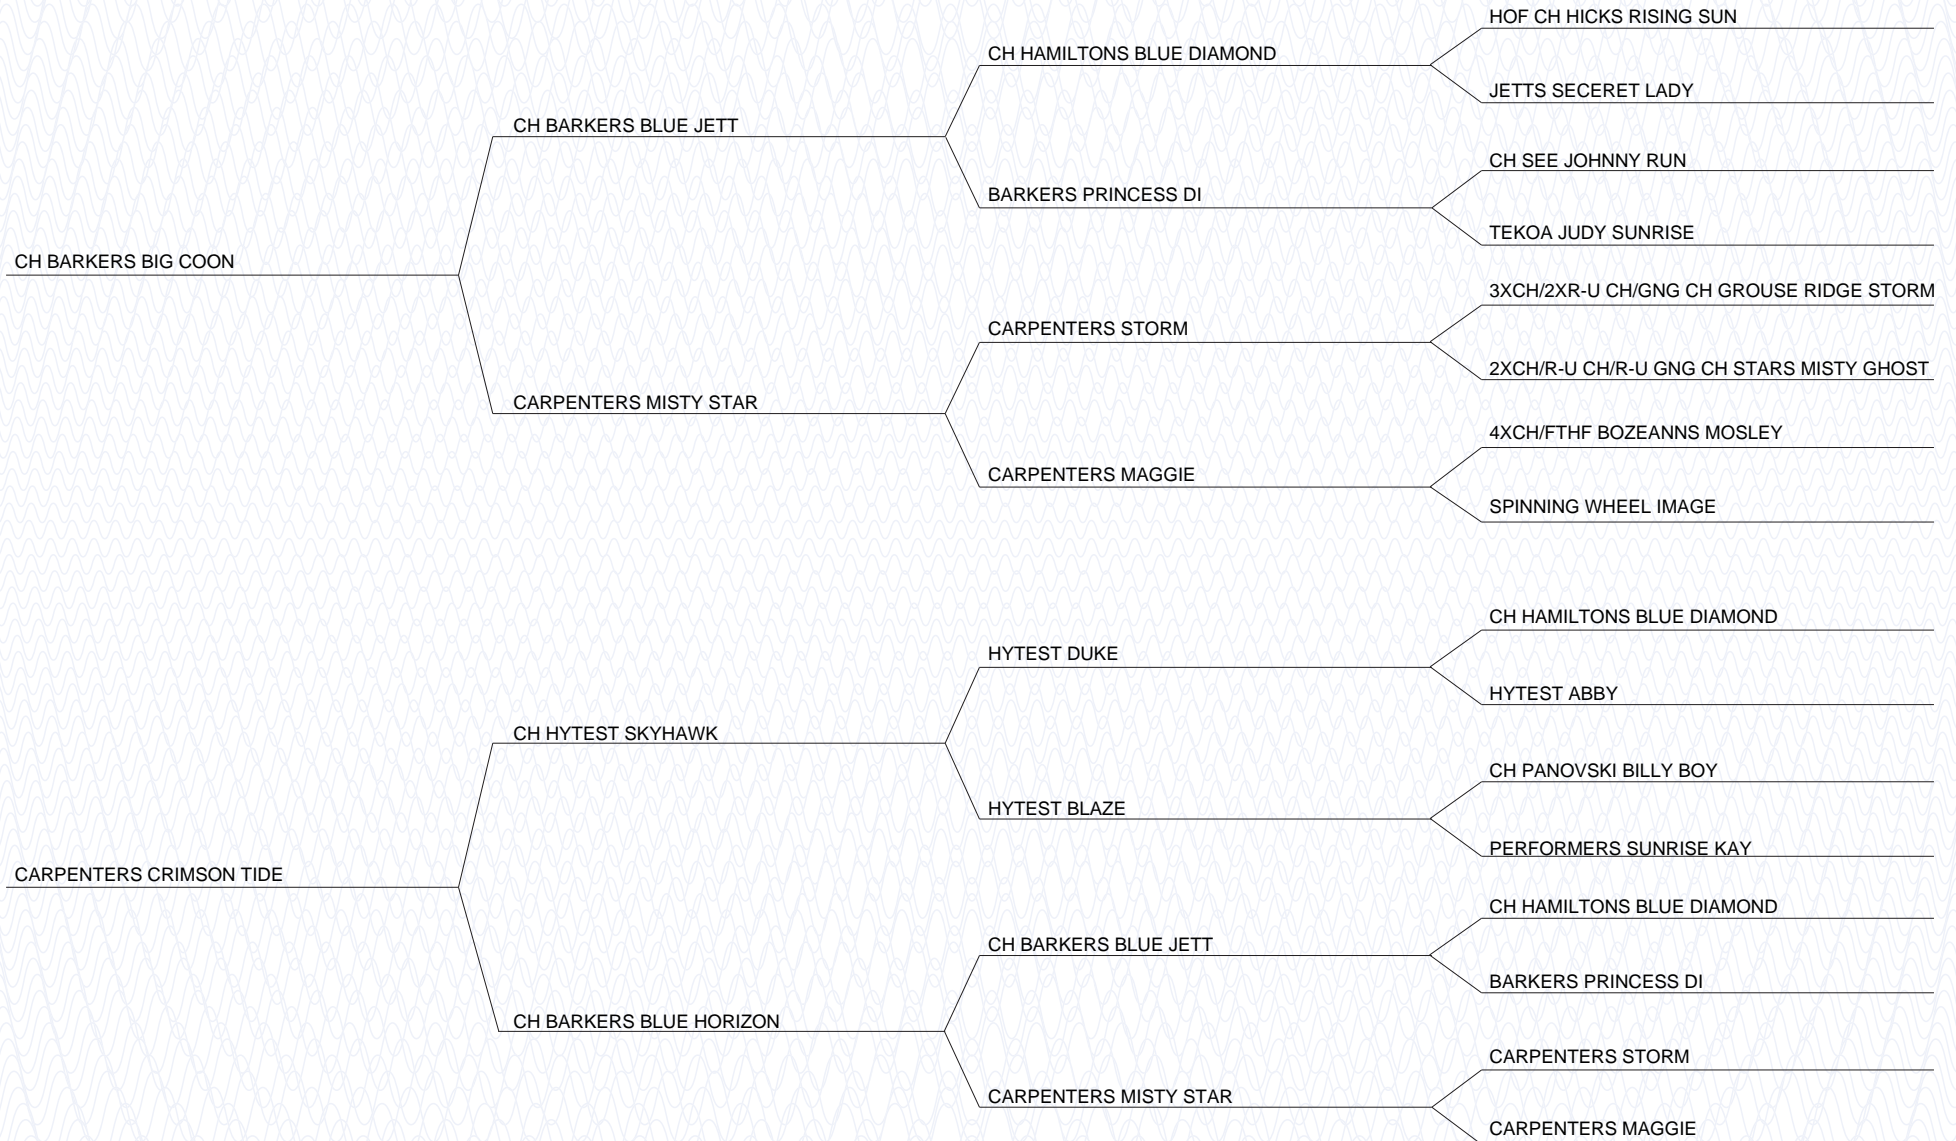 HOF CH HICKS RISING SUN
CH HAMILTONS BLUE DIAMOND
JETTS SECERET LADY
CH BARKERS BLUE JETT
CH SEE JOHNNY RUN
BARKERS PRINCESS DI
TEKOA JUDY SUNRISE
CH BARKERS BIG COON
3XCH/2XR-U CH/GNG CH GROUSE RIDGE STORM
CARPENTERS STORM
2XCH/R-U CH/R-U GNG CH STARS MISTY GHOST
CARPENTERS MISTY STAR
4XCH/FTHF BOZEANNS MOSLEY
CARPENTERS MAGGIE
SPINNING WHEEL IMAGE
CH HAMILTONS BLUE DIAMOND
HYTEST DUKE
HYTEST ABBY
CH HYTEST SKYHAWK
CH PANOVSKI BILLY BOY
HYTEST BLAZE
PERFORMERS SUNRISE KAY
CARPENTERS CRIMSON TIDE
CH HAMILTONS BLUE DIAMOND
CH BARKERS BLUE JETT
BARKERS PRINCESS DI
CH BARKERS BLUE HORIZON
CARPENTERS STORM
CARPENTERS MISTY STAR
CARPENTERS MAGGIE